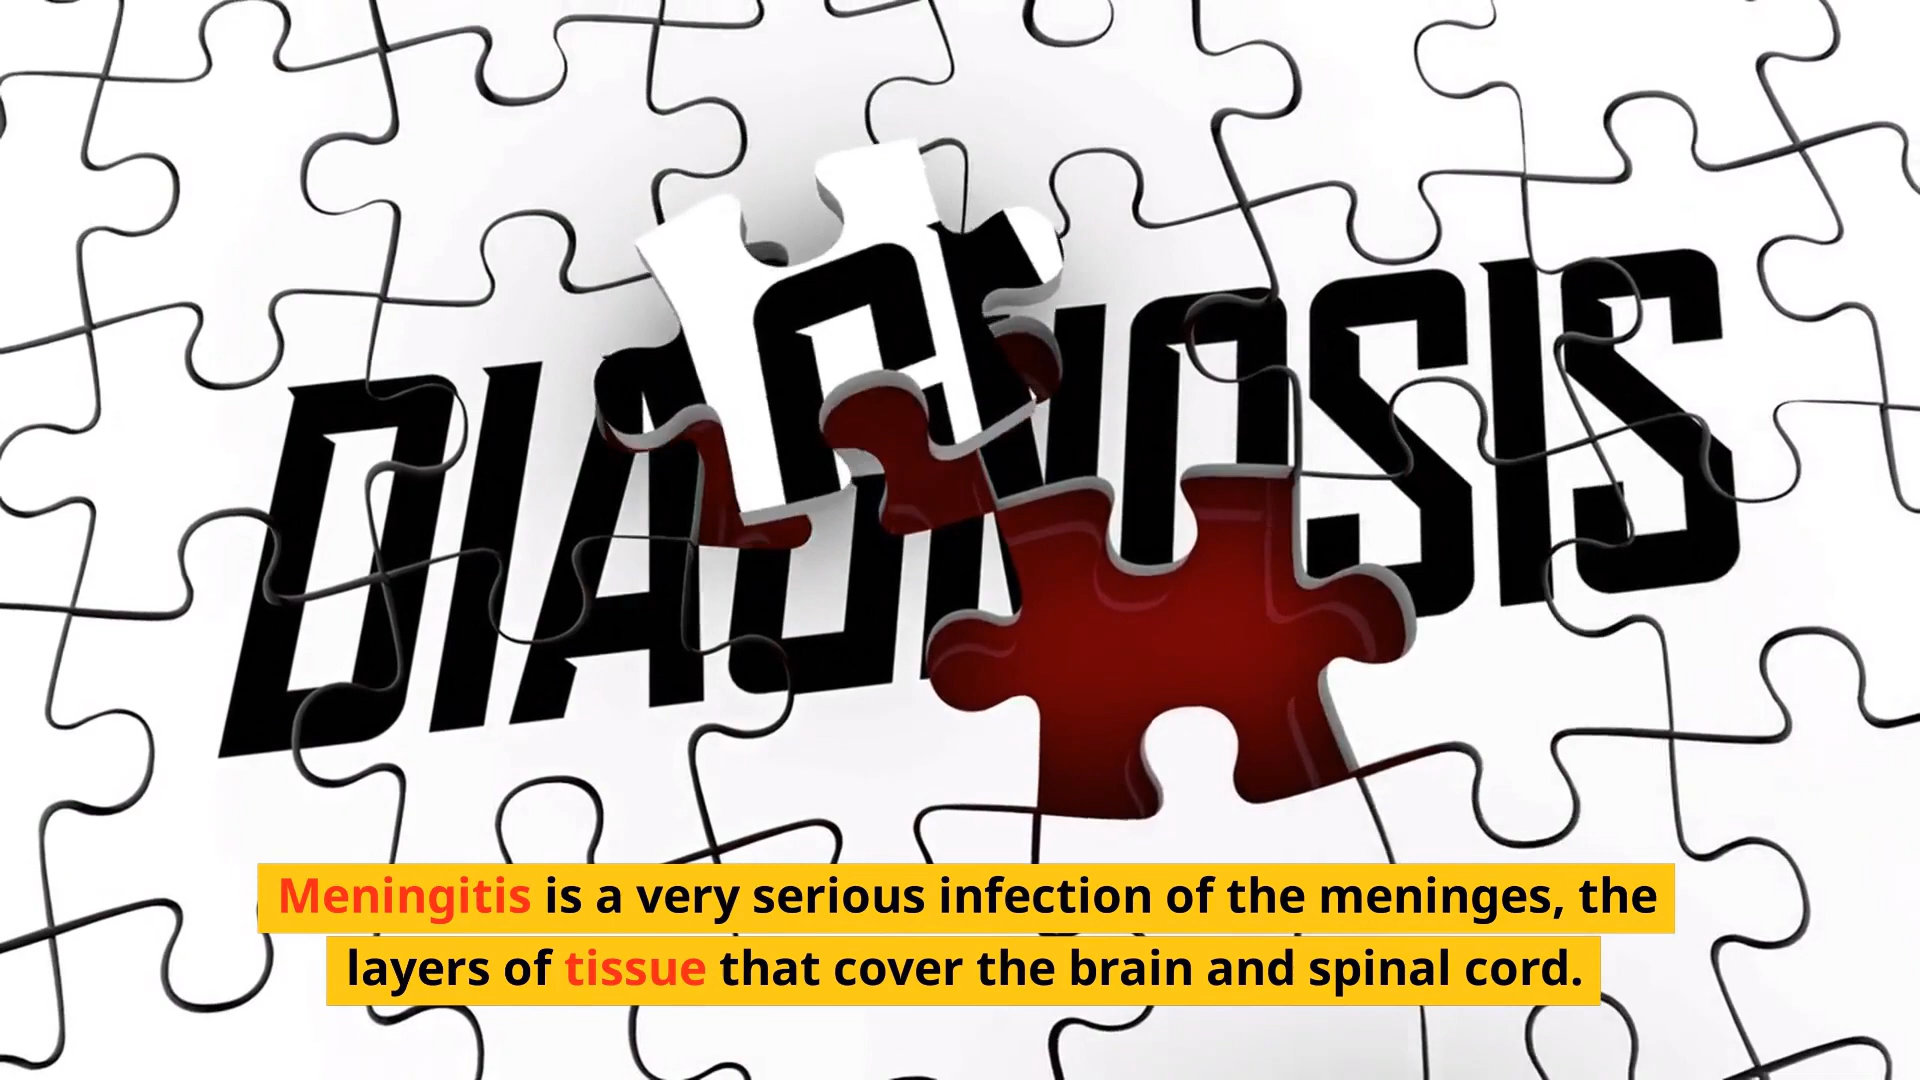 DIAGNOSIS
Meningitis is a very serious infection of the meninges, the
layers of tissue that cover the brain and spinal cord.